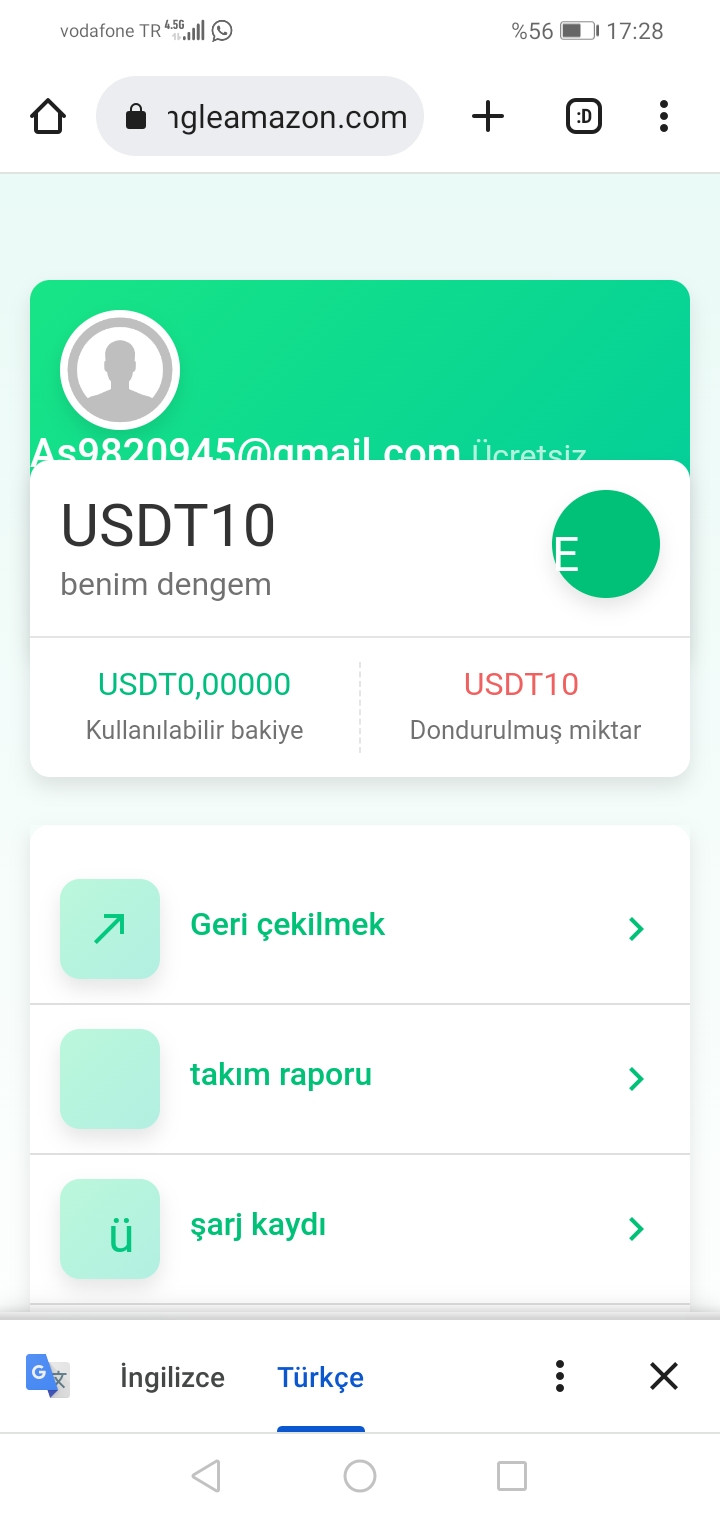 vodafone TR 4.5G %56 17:28
ngleamazon.com :D
As9820945@gmail.com Ücretsiz
USDT10
benim dengem
E
USDT0,00000 USDT10
Kullanılabilir bakiye Dondurulmuş miktar
Geri çekilmek
takım raporu
ü şarj kaydı
G 文 İngilizce Türkçe